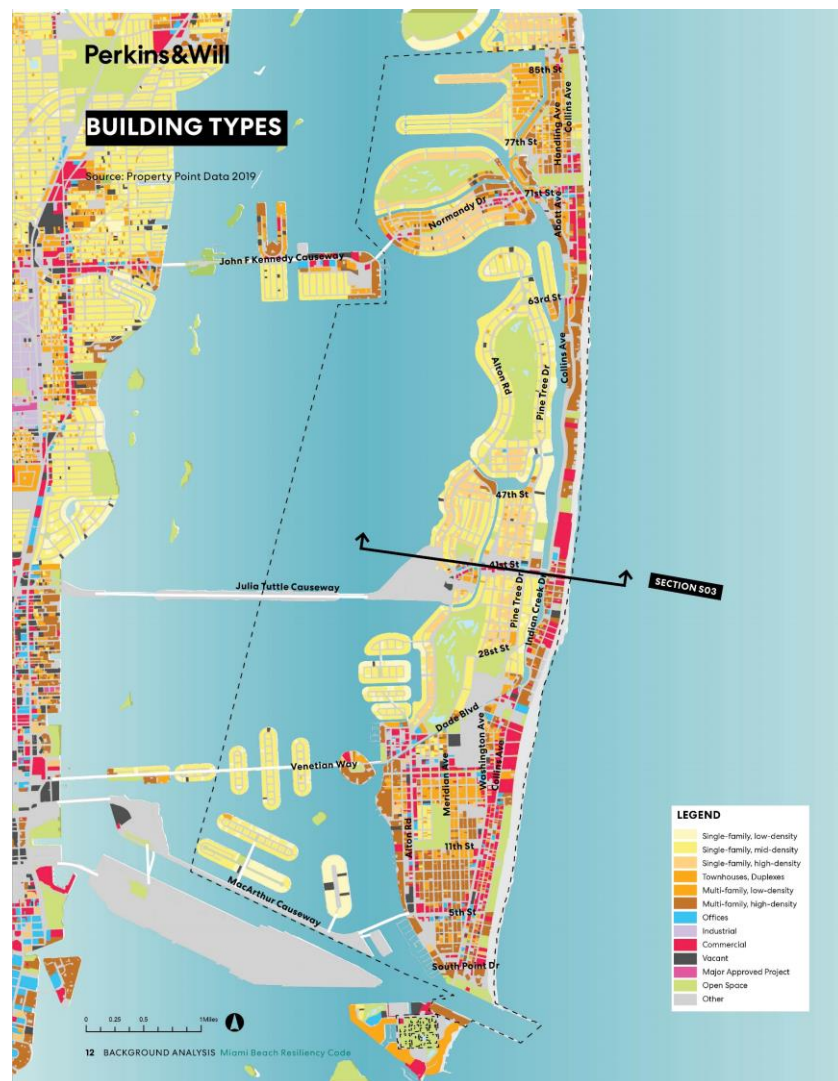 Perkins&Will
BUILDING TYPES
Source: Property Point Data 2019
85th St
Hardling Ave
Collins Ave
77th St
71st St
Abott Ave
Normandy Dr
John F Kennedy Causeway
63rd St
Collins Ave
Alton Rd
Pine Tree Dr
47th St
41st St
SECTION S03
Julia Tuttle Causeway
Pine Tree Dr
Indian Creek Dr
28st St
Dade Blvd
Washington Ave
Collins Ave
Meridian Ave
Venetian Way
Alton Rd
11th St
MacArthur Causeway
5th St
South Point Dr
LEGEND
Single-family, low-density
Single-family, mid-density
Single-family, high-density
Townhouses, Duplexes
Multi-family, low-density
Multi-family, high-density
Offices
Industrial
Commercial
Vacant
Major Approved Project
Open Space
Other
0 0.25 0.5 1Miles
12 BACKGROUND ANALYSIS Miami Beach Resiliency Code